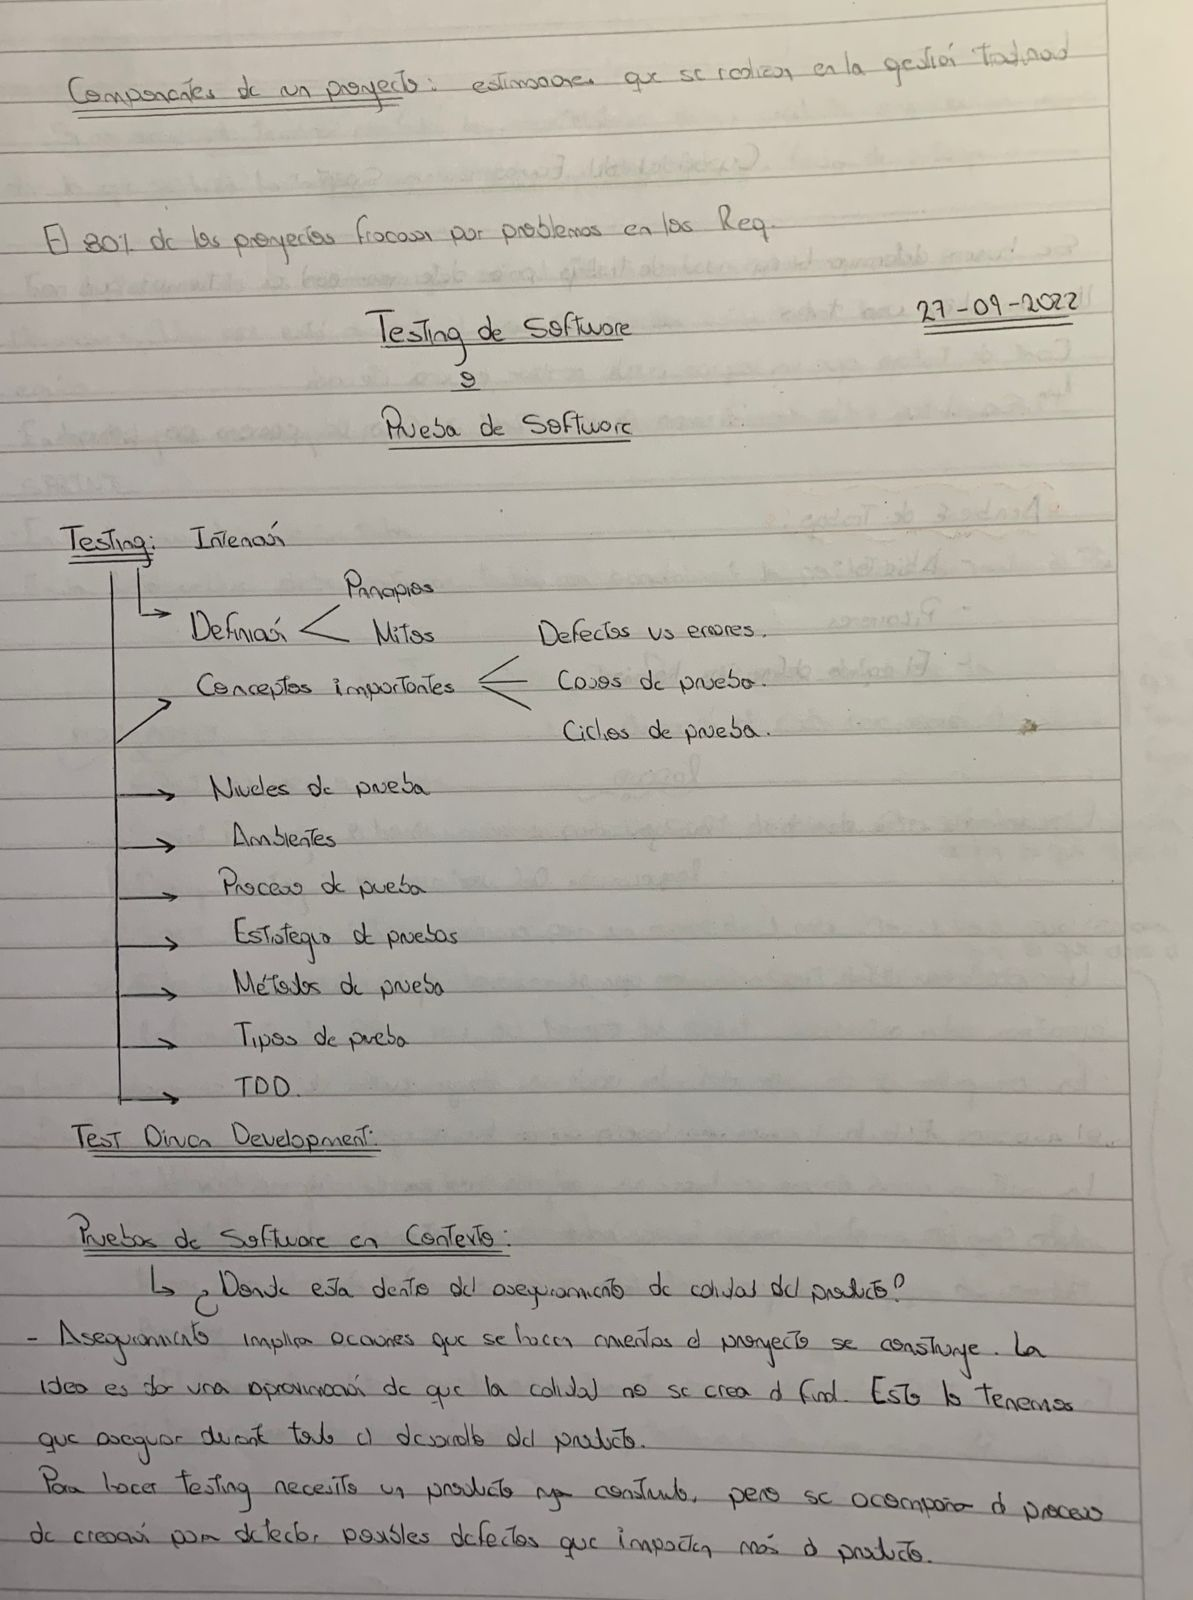 Componentes de un proyecto: estimaciones que se realizan en la gestión tradicional
El 80% de los proyectos fracasan por problemas en los Req.
27-09-2022
Testing de Software
o
Prueba de Software
Testing: Intención
Principios
Definición < Mitos
Defectos vs errores.
Conceptos importantes
Casos de prueba.
Ciclos de prueba.
→ Niveles de prueba
→ Ambientes
→ Proceso de prueba
→ Estrategia de pruebas
→ Métodos de prueba
→ Tipos de prueba
→ TDD.
Test Driven Development:
Pruebas de Software en Contexto:
↳ ¿Donde esta dentro del aseguramiento de calidad del producto?
- Aseguramiento implica acciones que se hacen mientras el proyecto se construye. La
idea es dar una aproximación de que la calidad no se crea al final. Esto lo tenemos
que asegurar durante todo el desarrollo del producto.
Para hacer testing necesito un producto ya construido, pero se acompaña al proceso
de creación para detectar posibles defectos que impacten más al producto.